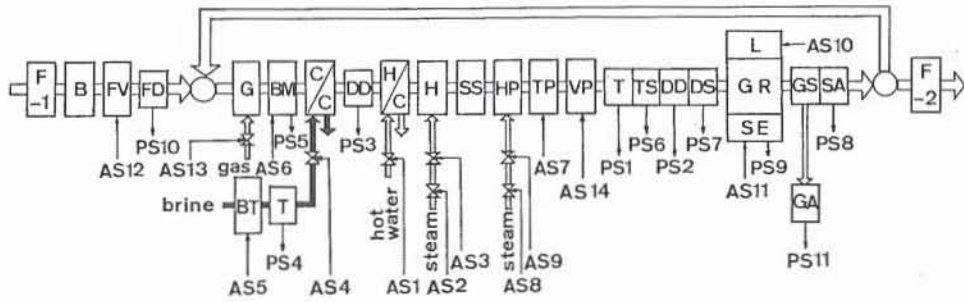 L
AS10
F
-1
B
FV
FD
G
BM
C/C
DD
H/C
H
SS
HP
TP
VP
T
TS
DD
DS
GR
GS
SA
F
-2
SE
PS10
AS12
AS13
gas
AS6
PS5
PS3
AS7
AS14
PS1
PS6
PS2
PS7
AS11
PS9
PS8
brine
BT
T
hot
water
steam
steam
GA
PS4
AS5
AS4
AS1
AS2
AS3
AS8
AS9
PS11